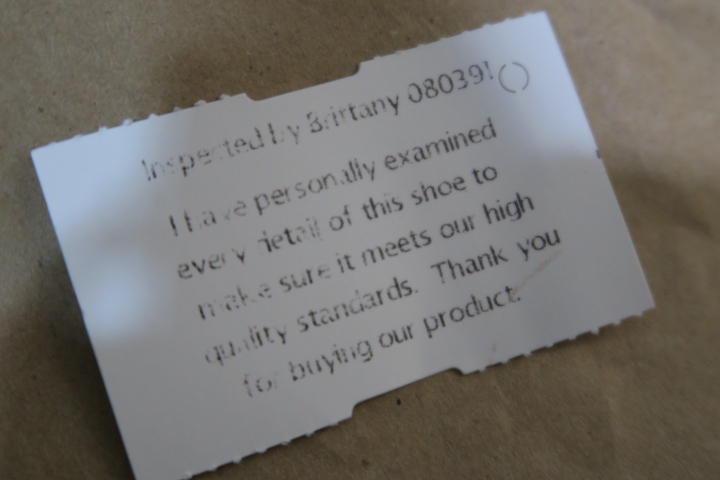 Inspected by Brittany 08039! ()
I have personally examined
every detail of this shoe to
make sure it meets our high
quality standards. Thank you
for buying our product.